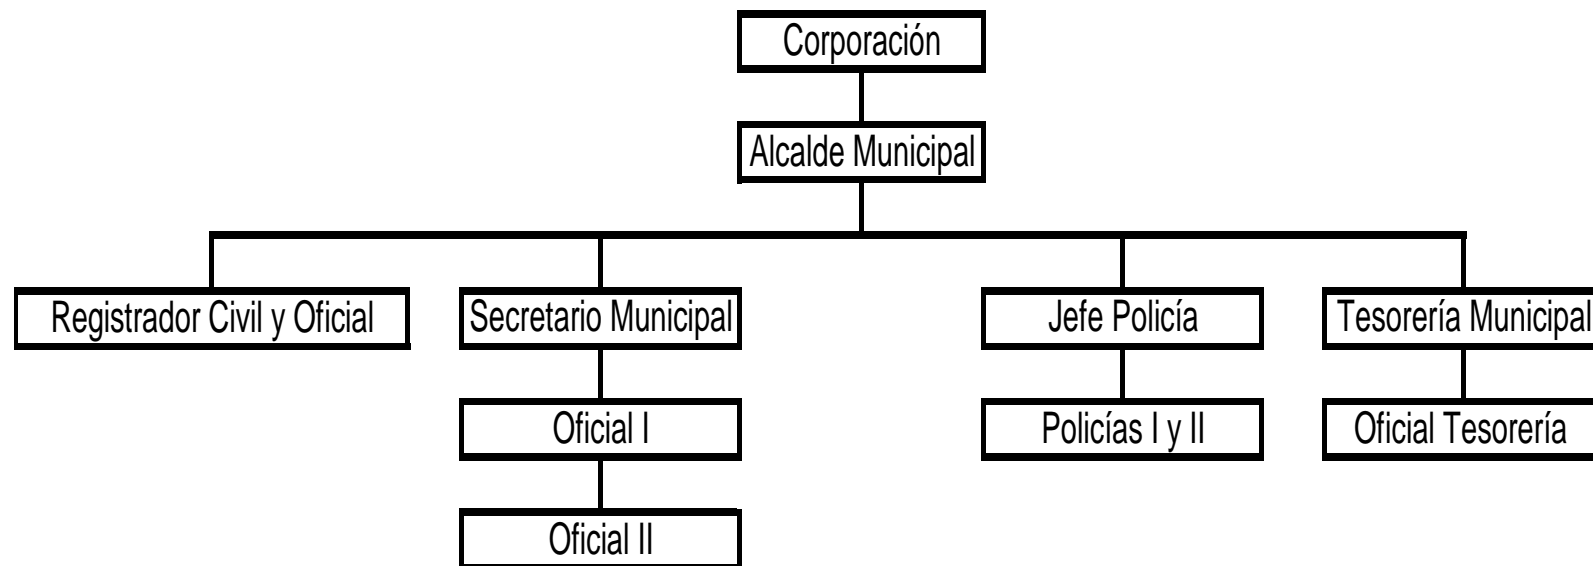 Corporación
Alcalde Municipal
Registrador Civil y Oficial
Secretario Municipal
Jefe Policía
Tesorería Municipal
Oficial I
Policías I y II
Oficial Tesorería
Oficial II